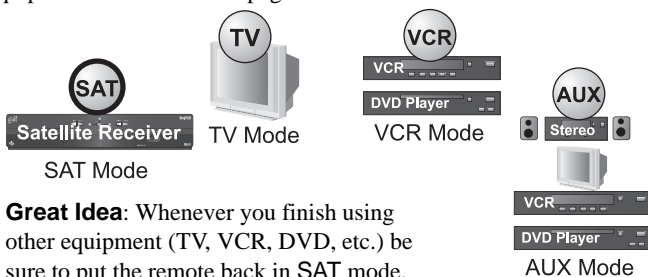 TV
VCR
VCR
DVD Player
SAT
AUX
Satellite Receiver
TV Mode
VCR Mode
Stereo
SAT Mode
VCR
DVD Player
AUX Mode
Great Idea: Whenever you finish using
other equipment (TV, VCR, DVD, etc.) be
sure to put the remote back in SAT mode.